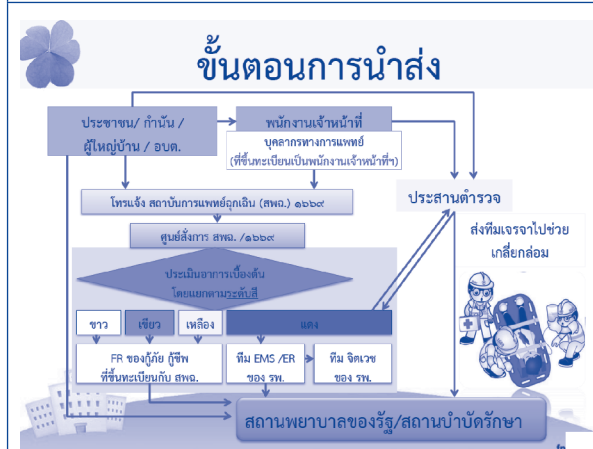 ขั้นตอนการนำส่ง
ประชาชน/ กำนัน /
ผู้ใหญ่บ้าน / อบต.
พนักงานเจ้าหน้าที่
บุคลากรทางการแพทย์
(ที่ขึ้นทะเบียนเป็นพนักงานเจ้าหน้าที่ฯ)
โทรแจ้ง สถาบันการแพทย์ฉุกเฉิน (สพฉ.) ๑๖๖๙
ประสานตำรวจ
ศูนย์สั่งการ สพฉ. /๑๖๖๙
ส่งทีมเจรจาไปช่วย
เกลี้ยกล่อม
ประเมินอาการเบื้องต้น
โดยแยกตามระดับสี
ขาว
เขียว
เหลือง
แดง
FR ของกู้ภัย กู้ชีพ
ที่ขึ้นทะเบียนกับ สพฉ.
ทีม EMS /ER
ของ รพ.
ทีม จิตเวช
ของ รพ.
สถานพยาบาลของรัฐ/สถานบำบัดรักษา